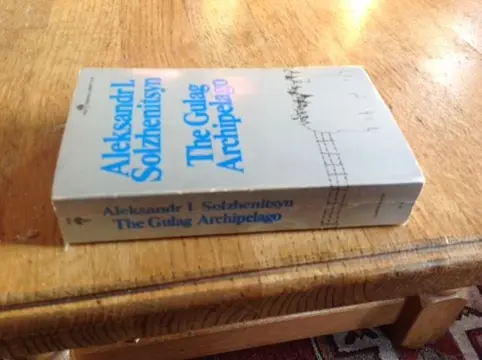 Aleksandr I.
Solzhenitsyn
The Gulag
Archipelago
Aleksandr I Solzhenitsyn
The Gulag Archipelago